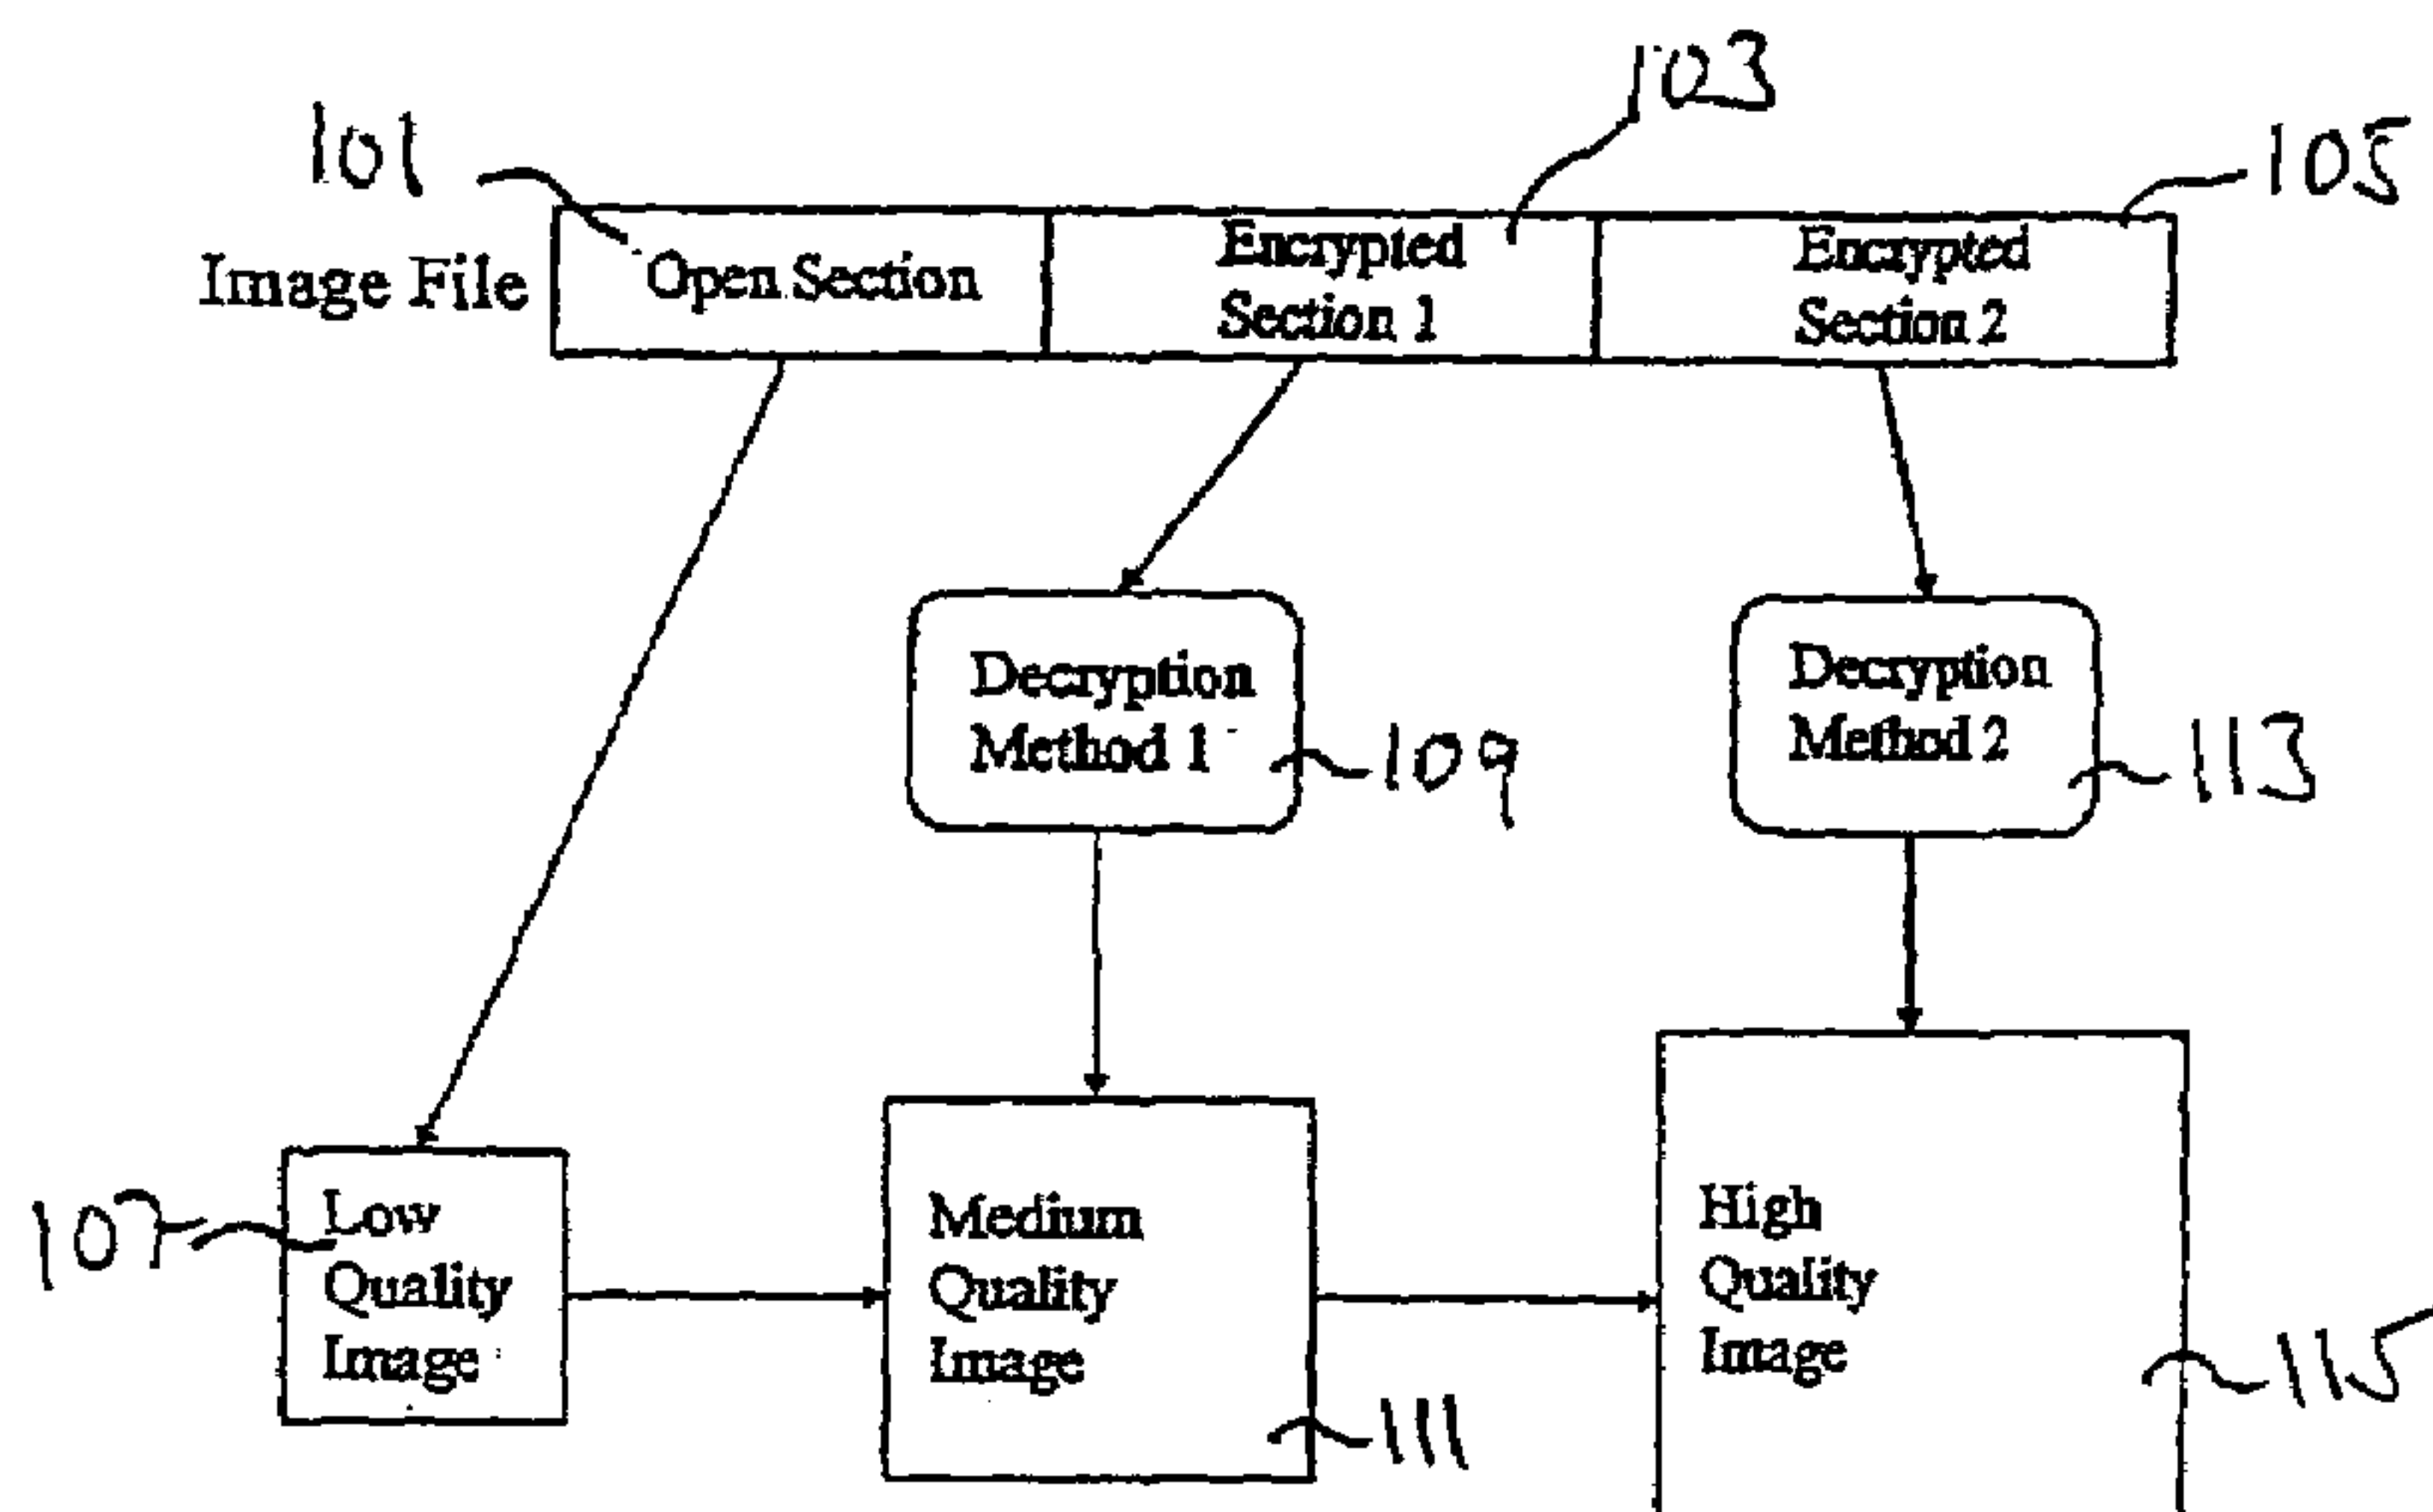 103
101
105
Image File
Open Section
Encrypted
Section 1
Encrypted
Section 2
Decryption
Method 1
109
Decryption
Method 2
113
107
Low
Quality
Image
Medium
Quality
Image
111
High
Quality
Image
115